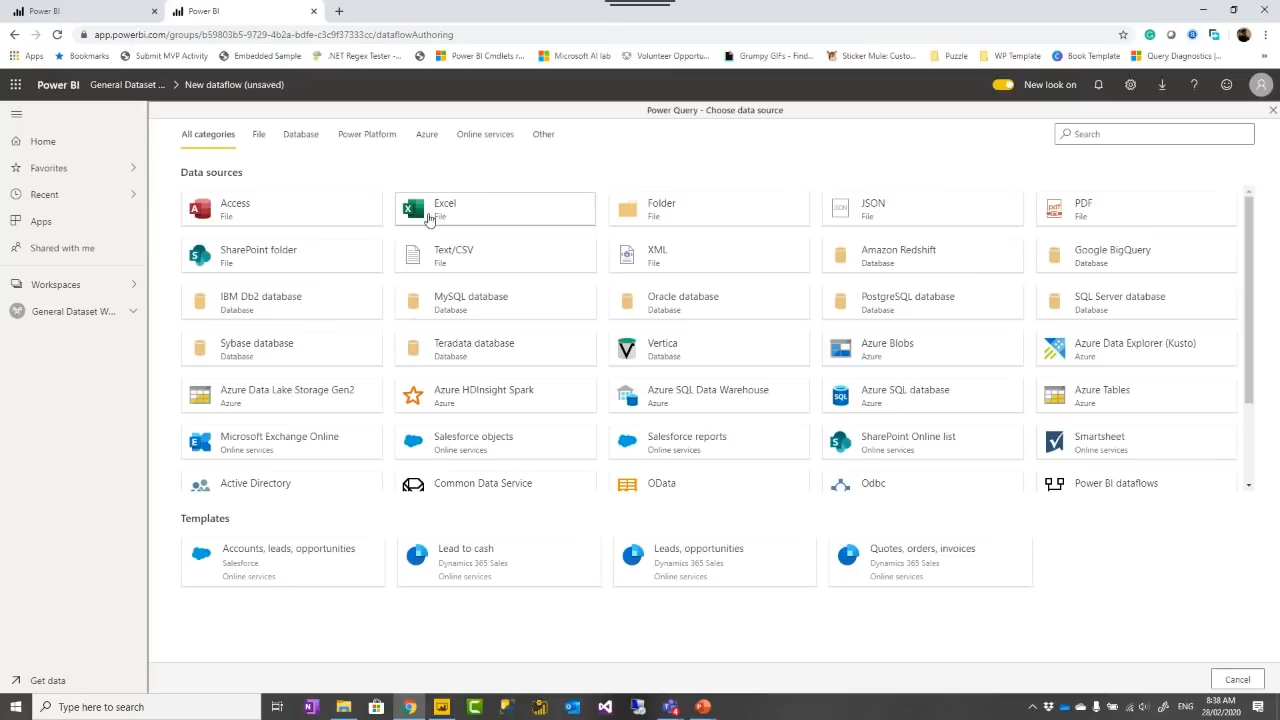 Power BI
Power BI
app.powerbi.com/groups/b59803b5-9729-4b2a-bdfe-c3c9f37333cc/dataflowAuthoring
Apps
Bookmarks
Submit MVP Activity
Embedded Sample
.NET Regex Tester -...
Power BI Cmdlets r...
Microsoft AI lab
Volunteer Opportu...
Grumpy GIFs - Find...
Sticker Mule: Custo...
Puzzle
WP Template
Book Template
Query Diagnostics |...
»
Power BI
General Dataset ...
New dataflow (unsaved)
New look on
Power Query - Choose data source
Home
Favorites
Recent
Apps
Shared with me
Workspaces
General Dataset W...
Get data
All categories
File
Database
Power Platform
Azure
Online services
Other
Search
Data sources
Access
File
Excel
File
Folder
File
JSON
File
PDF
File
SharePoint folder
File
Text/CSV
File
XML
File
Amazon Redshift
Database
Google BigQuery
Database
IBM Db2 database
Database
MySQL database
Database
Oracle database
Database
PostgreSQL database
Database
SQL Server database
Database
Sybase database
Database
Teradata database
Database
Vertica
Database
Azure Blobs
Azure
Azure Data Explorer (Kusto)
Azure
Azure Data Lake Storage Gen2
Azure
Azure HDInsight Spark
Azure
Azure SQL Data Warehouse
Azure
Azure SQL database
Azure
Azure Tables
Azure
Microsoft Exchange Online
Online services
Salesforce objects
Online services
Salesforce reports
Online services
SharePoint Online list
Online services
Smartsheet
Online services
Active Directory
Common Data Service
OData
Odbc
Power BI dataflows
Templates
Accounts, leads, opportunities
Salesforce
Online services
Lead to cash
Dynamics 365 Sales
Online services
Leads, opportunities
Dynamics 365 Sales
Online services
Quotes, orders, invoices
Dynamics 365 Sales
Online services
Cancel
Type here to search
ENG
8:38 AM
28/02/2020